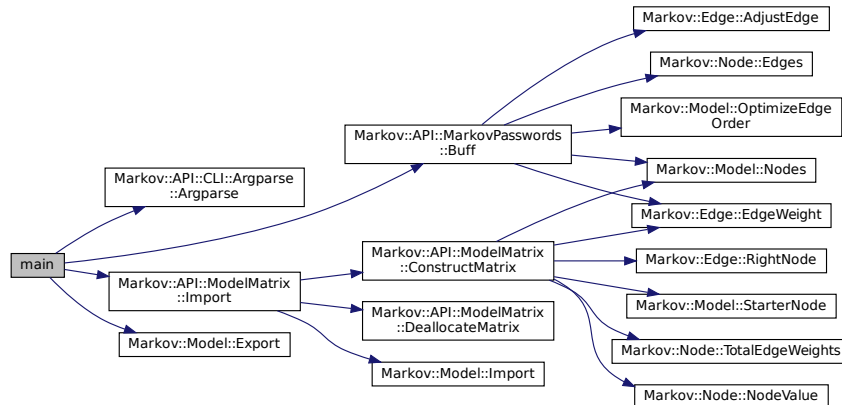 main
Markov::API::CLI::Argparse
::Argparse
Markov::API::ModelMatrix
::Import
Markov::Model::Export
Markov::API::MarkovPasswords
::Buff
Markov::API::ModelMatrix
::ConstructMatrix
Markov::API::ModelMatrix
::DeallocateMatrix
Markov::Model::Import
Markov::Edge::AdjustEdge
Markov::Node::Edges
Markov::Model::OptimizeEdge
Order
Markov::Model::Nodes
Markov::Edge::EdgeWeight
Markov::Edge::RightNode
Markov::Model::StarterNode
Markov::Node::TotalEdgeWeights
Markov::Node::NodeValue